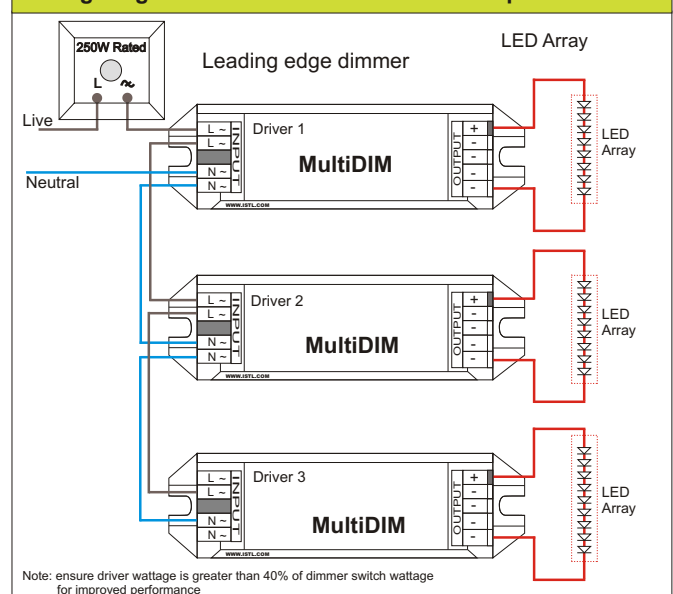 250W Rated
L ~
Leading edge dimmer
LED Array
Live
Neutral
L ~
L ~
N ~
N ~
INPUT
Driver 1
MultiDIM
WWW.ISTL.COM
OUTPUT
+
-
-
-
-
LED
Array
L ~
L ~
N ~
N ~
INPUT
Driver 2
MultiDIM
WWW.ISTL.COM
OUTPUT
+
-
-
-
-
LED
Array
L ~
L ~
N ~
N ~
INPUT
Driver 3
MultiDIM
WWW.ISTL.COM
OUTPUT
+
-
-
-
-
LED
Array
Note: ensure driver wattage is greater than 40% of dimmer switch wattage
for improved performance